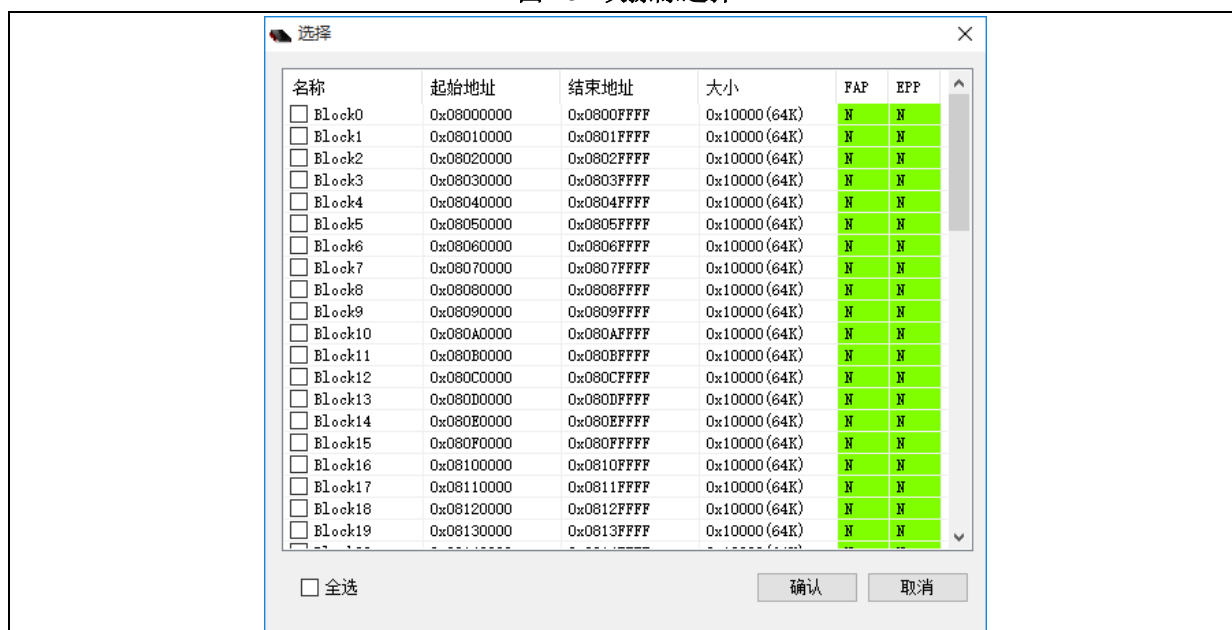 选择
名称 起始地址 结束地址 大小 FAP EPP
Block0 0x08000000 0x0800FFFF 0x10000(64K) N N
Block1 0x08010000 0x0801FFFF 0x10000(64K) N N
Block2 0x08020000 0x0802FFFF 0x10000(64K) N N
Block3 0x08030000 0x0803FFFF 0x10000(64K) N N
Block4 0x08040000 0x0804FFFF 0x10000(64K) N N
Block5 0x08050000 0x0805FFFF 0x10000(64K) N N
Block6 0x08060000 0x0806FFFF 0x10000(64K) N N
Block7 0x08070000 0x0807FFFF 0x10000(64K) N N
Block8 0x08080000 0x0808FFFF 0x10000(64K) N N
Block9 0x08090000 0x0809FFFF 0x10000(64K) N N
Block10 0x080A0000 0x080AFFFF 0x10000(64K) N N
Block11 0x080B0000 0x080BFFFF 0x10000(64K) N N
Block12 0x080C0000 0x080CFFFF 0x10000(64K) N N
Block13 0x080D0000 0x080DFFFF 0x10000(64K) N N
Block14 0x080E0000 0x080EFFFF 0x10000(64K) N N
Block15 0x080F0000 0x080FFFFF 0x10000(64K) N N
Block16 0x08100000 0x0810FFFF 0x10000(64K) N N
Block17 0x08110000 0x0811FFFF 0x10000(64K) N N
Block18 0x08120000 0x0812FFFF 0x10000(64K) N N
Block19 0x08130000 0x0813FFFF 0x10000(64K) N N
全选 确认 取消